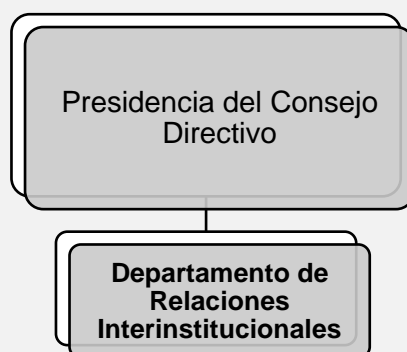 Presidencia del Consejo
Directivo
Departamento de
Relaciones
Interinstitucionales